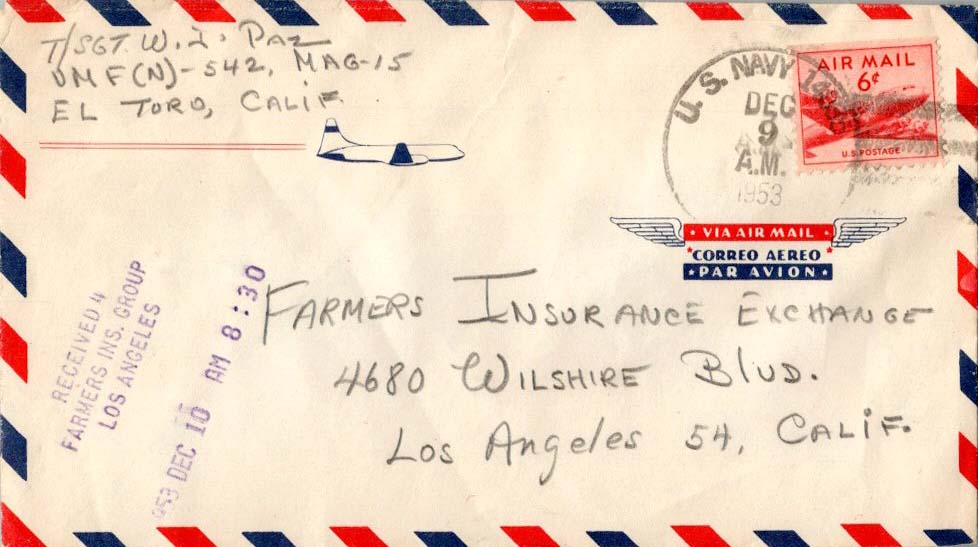 T/SGT. W. I. PAZ
VMF(N)-542, MAG-15
EL TORO, CALIF.
U.S. NAVY
DEC
9
A.M.
1953
AIR MAIL
6¢
U.S. POSTAGE
VIA AIR MAIL
CORREO AEREO
PAR AVION
RECEIVED 4
FARMERS INS. GROUP
LOS ANGELES
953 DEC 10 AM 8:30
FARMERS INSURANCE EXCHANGE
4680 WILSHIRE BLVD.
Los Angeles 54, CALIF.